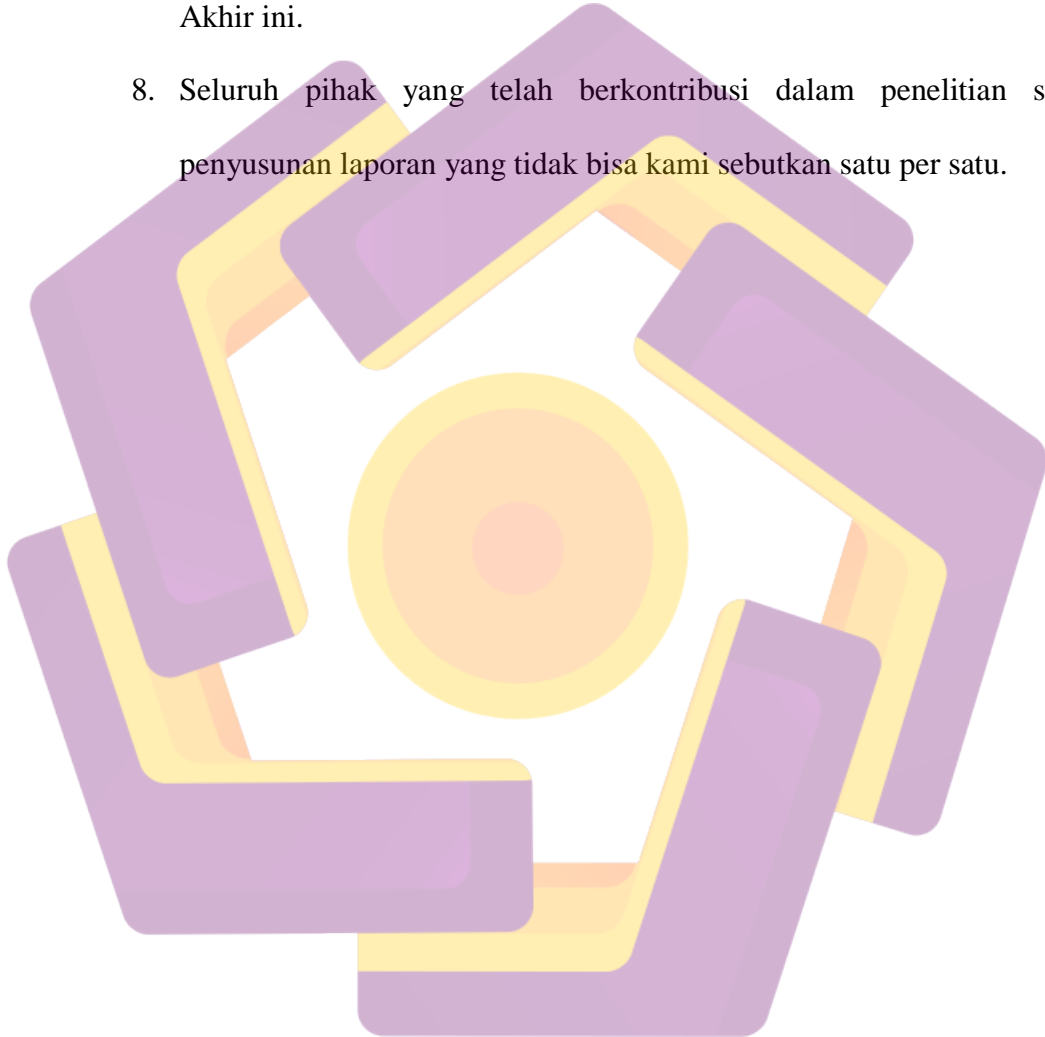 Akhir ini.
8. Seluruh pihak yang telah berkontribusi dalam penelitian s
penyusunan laporan yang tidak bisa kami sebutkan satu per satu.